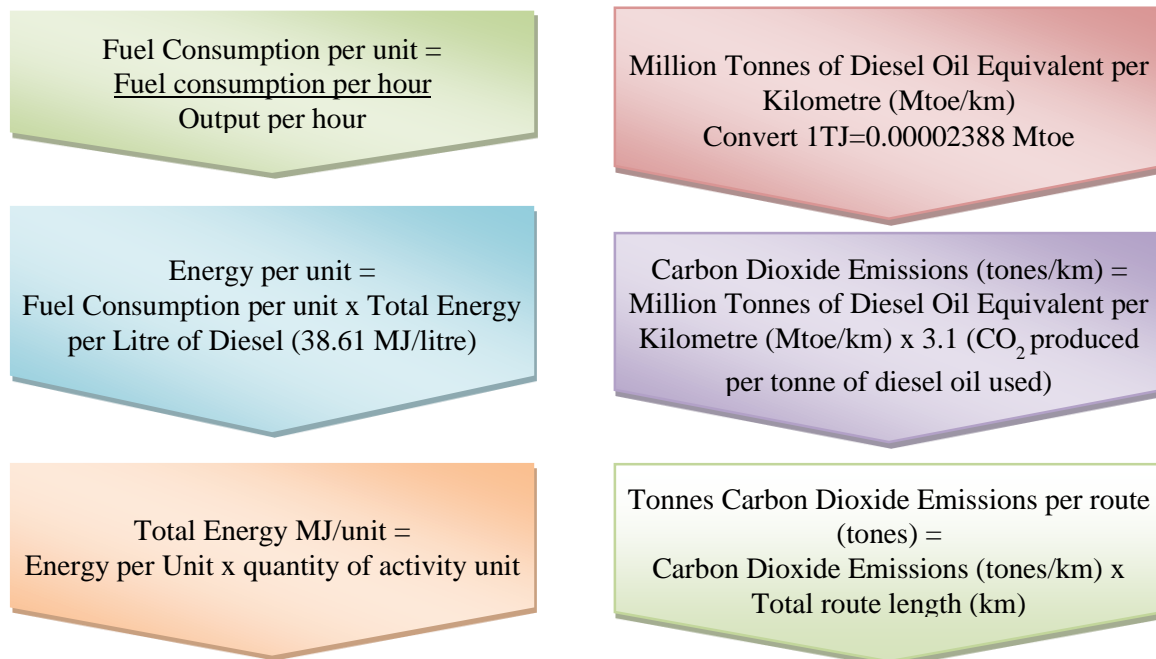 Fuel Consumption per unit =
Fuel consumption per hour
Output per hour
Energy per unit =
Fuel Consumption per unit x Total Energy
per Litre of Diesel (38.61 MJ/litre)
Total Energy MJ/unit =
Energy per Unit x quantity of activity unit
Million Tonnes of Diesel Oil Equivalent per
Kilometre (Mtoe/km)
Convert 1TJ=0.00002388 Mtoe
Carbon Dioxide Emissions (tones/km) =
Million Tonnes of Diesel Oil Equivalent per
Kilometre (Mtoe/km) x 3.1 (CO₂ produced
per tonne of diesel oil used)
Tonnes Carbon Dioxide Emissions per route
(tones) =
Carbon Dioxide Emissions (tones/km) x
Total route length (km)